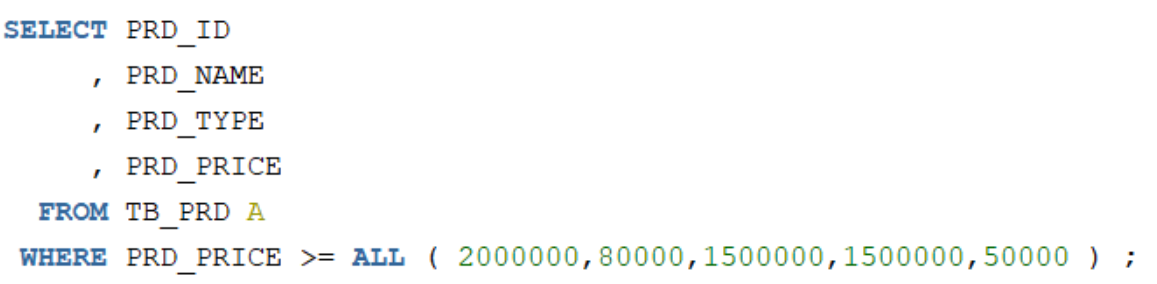 SELECT PRD_ID
     , PRD_NAME
     , PRD_TYPE
     , PRD_PRICE
  FROM TB_PRD A
 WHERE PRD_PRICE >= ALL ( 2000000,80000,1500000,1500000,50000 ) ;